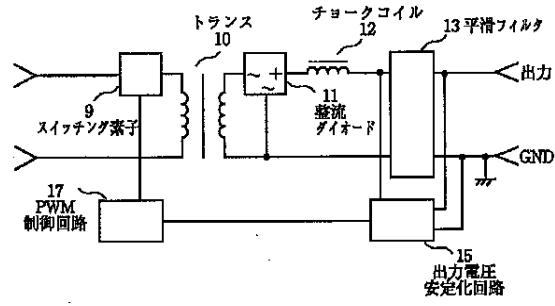 トランス
10
チョークコイル
12
13 平滑フィルタ
~ +
~
出力
9
スイッチング素子
11
整流
ダイオード
GND
17
PWM
制御回路
15
出力電圧
安定化回路